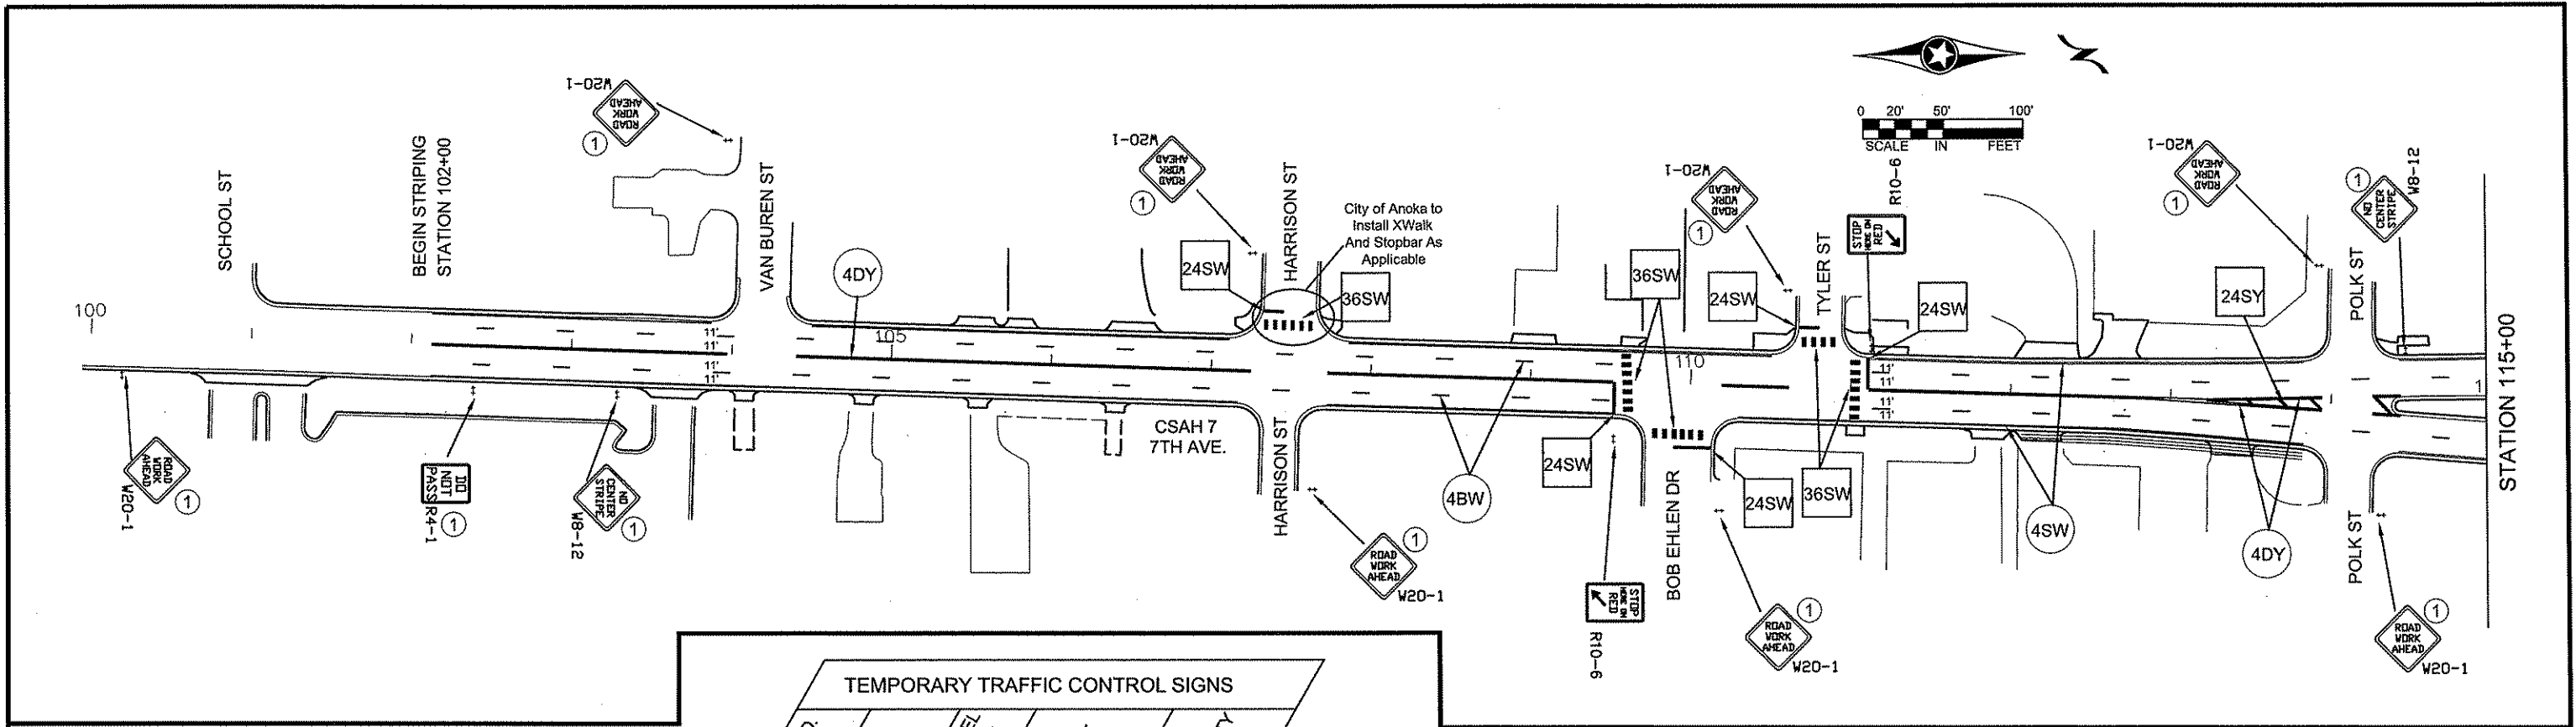 W20-1
ROAD
WORK
AHEAD
1
SCHOOL ST
BEGIN STRIPING
STATION 102+00
VAN BUREN ST
4DY
W20-1
ROAD
WORK
AHEAD
1
24SW
HARRISON ST
City of Anoka to
Install XWalk
And Stopbar As
Applicable
36SW
36SW
W20-1
ROAD
WORK
AHEAD
1
24SW
TYLER ST
0 20' 50' 100'
SCALE IN FEET
R10-6
STOP
HERE ON
RED
24SW
W20-1
ROAD
WORK
AHEAD
1
24SY
POLK ST
1
NO
CENTER
STRIPE
W8-12
STATION 115+00
100
105
110
1
11'
11'
11'
11'
11'
11'
11'
11'
CSAH 7
7TH AVE.
ROAD
WORK
AHEAD
1
W20-1
DO
NOT
PASS
R4-1
1
NO
CENTER
STRIPE
1
W8-12
HARRISON ST
ROAD
WORK
AHEAD
1
W20-1
4BW
24SW
STOP
HERE ON
RED
R10-6
BOB EHLEN DR
24SW
36SW
ROAD
WORK
AHEAD
1
W20-1
4SW
4DY
POLK ST
ROAD
WORK
AHEAD
1
W20-1
TEMPORARY TRAFFIC CONTROL SIGNS